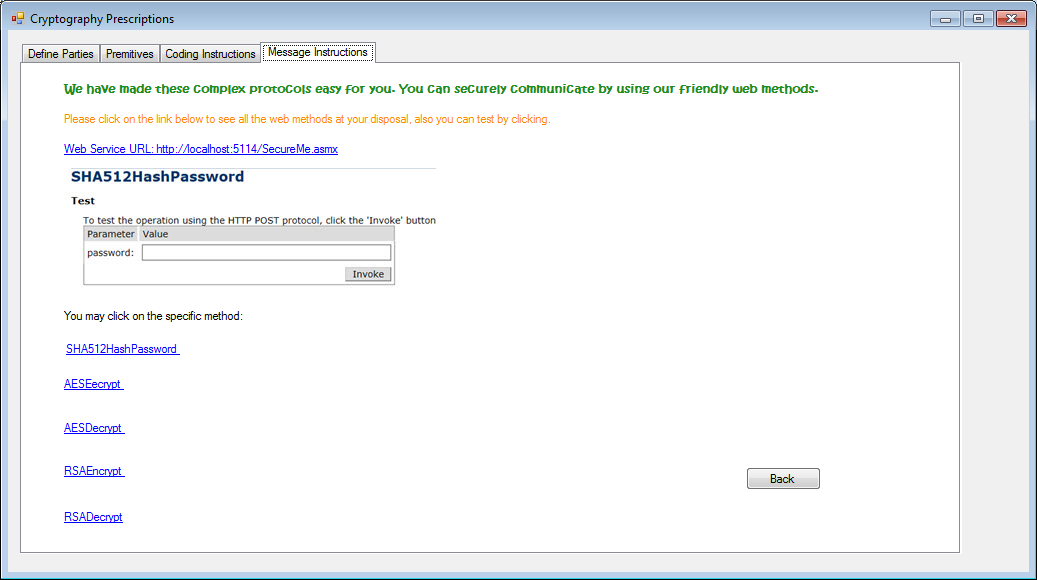 Cryptography Prescriptions
Define Parties Premitives Coding Instructions Message Instructions
We have made these complex protocols easy for you. You can securely communicate by using our friendly web methods.
Please click on the link below to see all the web methods at your disposal, also you can test by clicking.
Web Service URL: http://localhost:5114/SecureMe.asmx
SHA512HashPassword
Test
To test the operation using the HTTP POST protocol, click the 'Invoke' button
Parameter Value
password:
Invoke
You may click on the specific method:
SHA512HashPassword
AESEecrypt
AESDecrypt
RSAEncrypt
Back
RSADecrypt